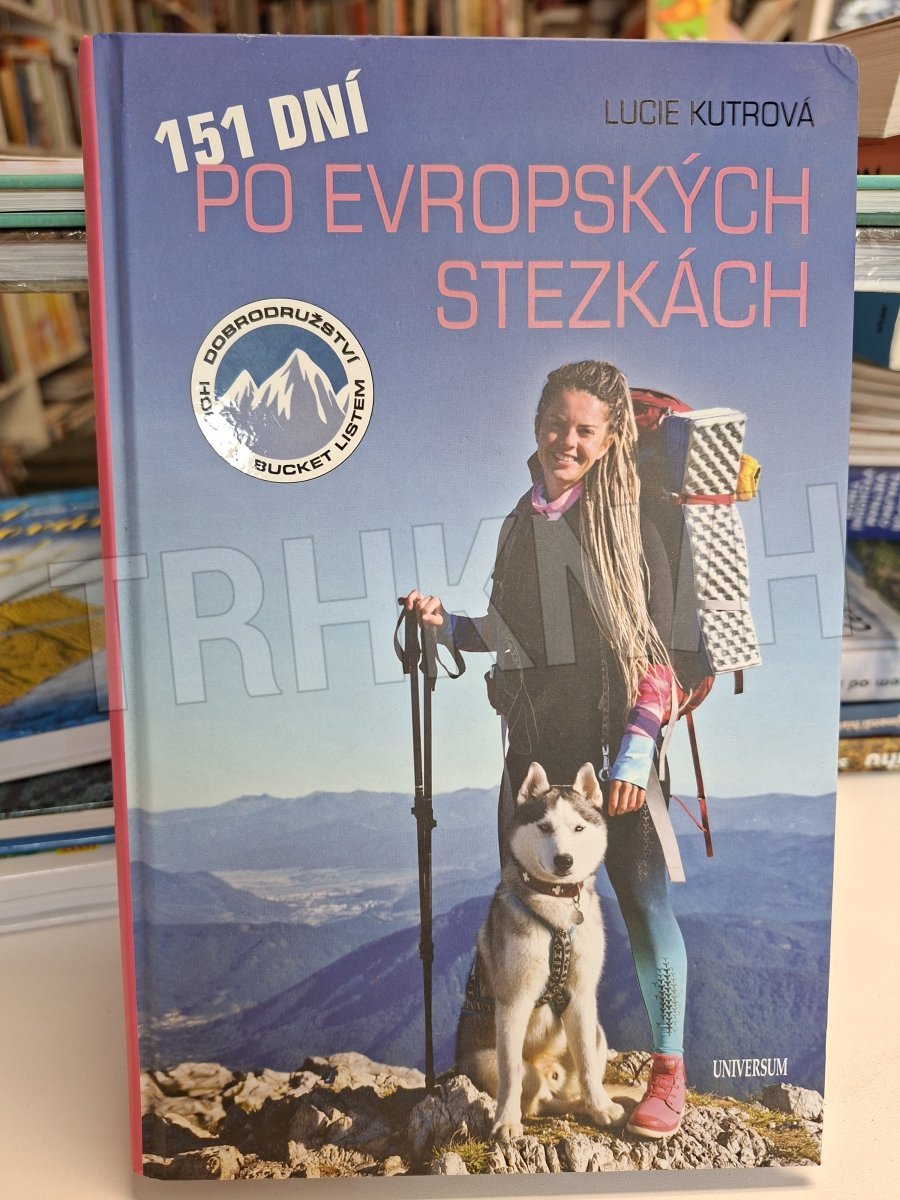 151 DNÍ
LUCIE KUTROVÁ
PO EVROPSKÝCH
STEZKÁCH
DOBRODRUŽSTVÍ
BUCKET LISTEM
TRHKNIH
UNIVERSUM